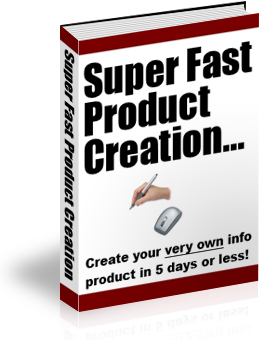 Super Fast Product Creation
Super Fast
Product
Creation...
Create your very own info
product in 5 days or less!